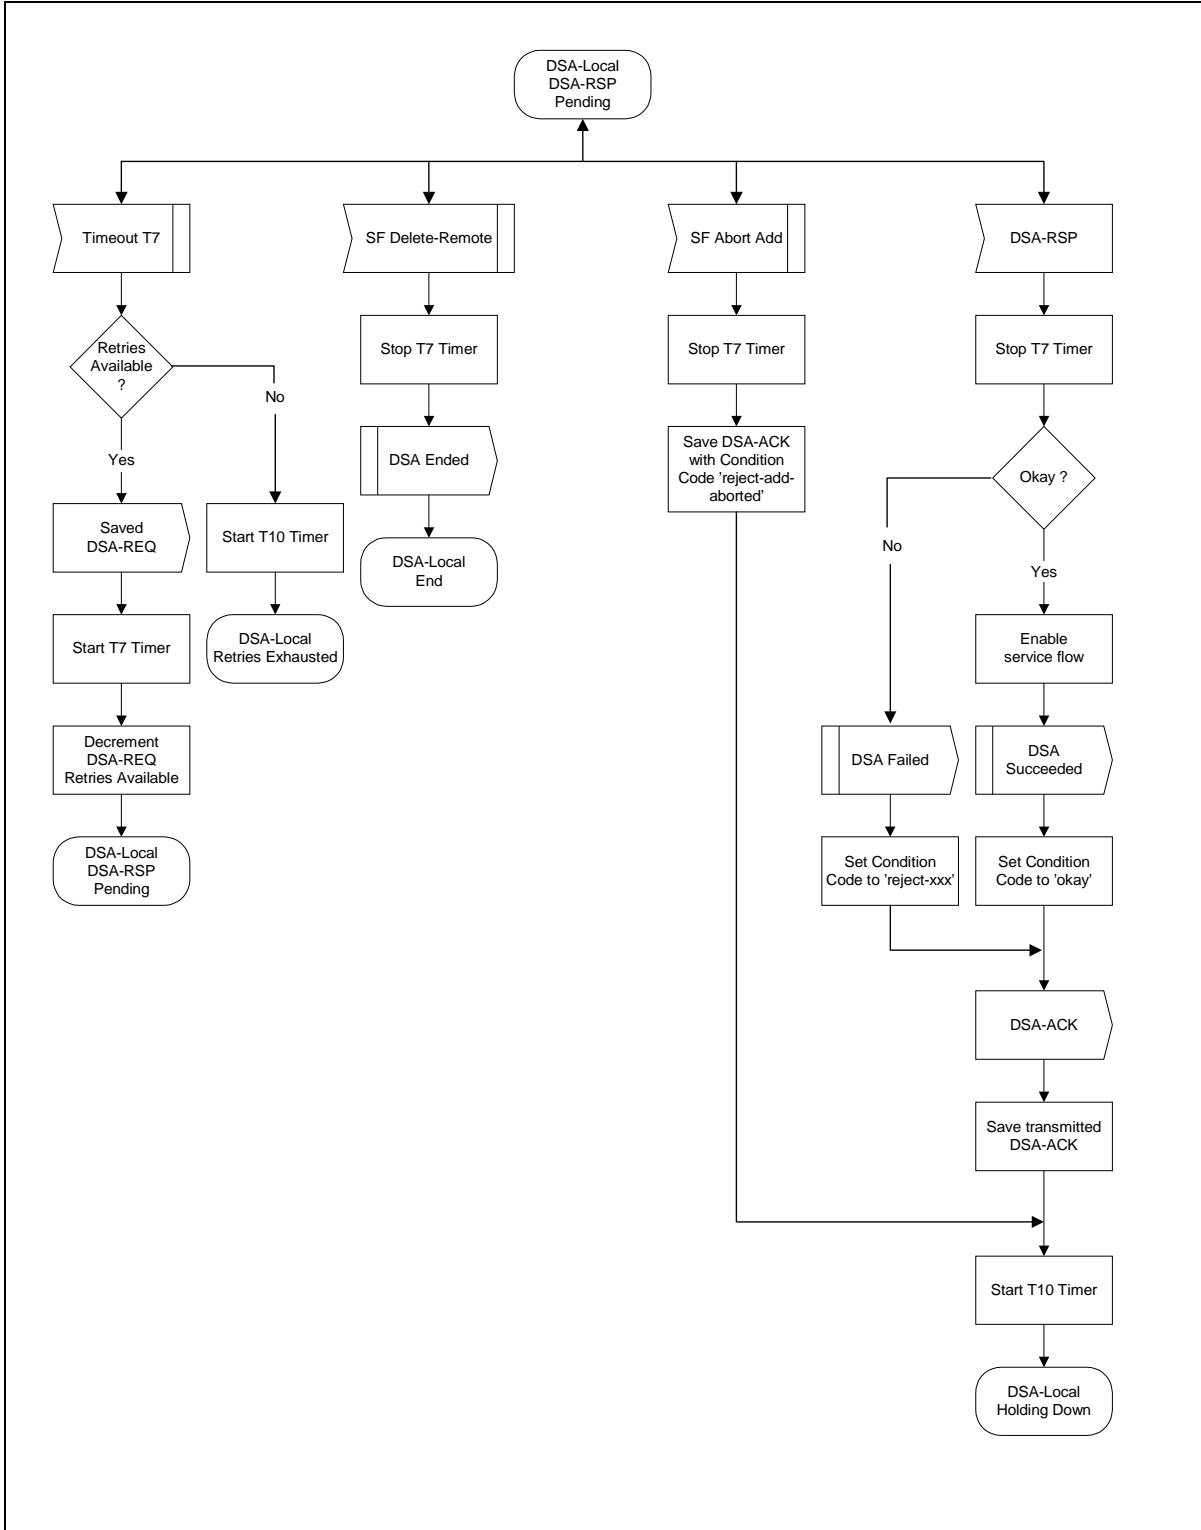 DSA-Local
DSA-RSP
Pending
Timeout T7
SF Delete-Remote
SF Abort Add
DSA-RSP
Retries
Available
?
No
Yes
Saved
DSA-REQ
Start T10 Timer
Start T7 Timer
DSA-Local
Retries Exhausted
Decrement
DSA-REQ
Retries Available
DSA-Local
DSA-RSP
Pending
Stop T7 Timer
DSA Ended
DSA-Local
End
Stop T7 Timer
Save DSA-ACK
with Condition
Code 'reject-add-
aborted'
Stop T7 Timer
Okay ?
No
Yes
Enable
service flow
DSA Failed
DSA
Succeeded
Set Condition
Code to 'reject-xxx'
Set Condition
Code to 'okay'
DSA-ACK
Save transmitted
DSA-ACK
Start T10 Timer
DSA-Local
Holding Down